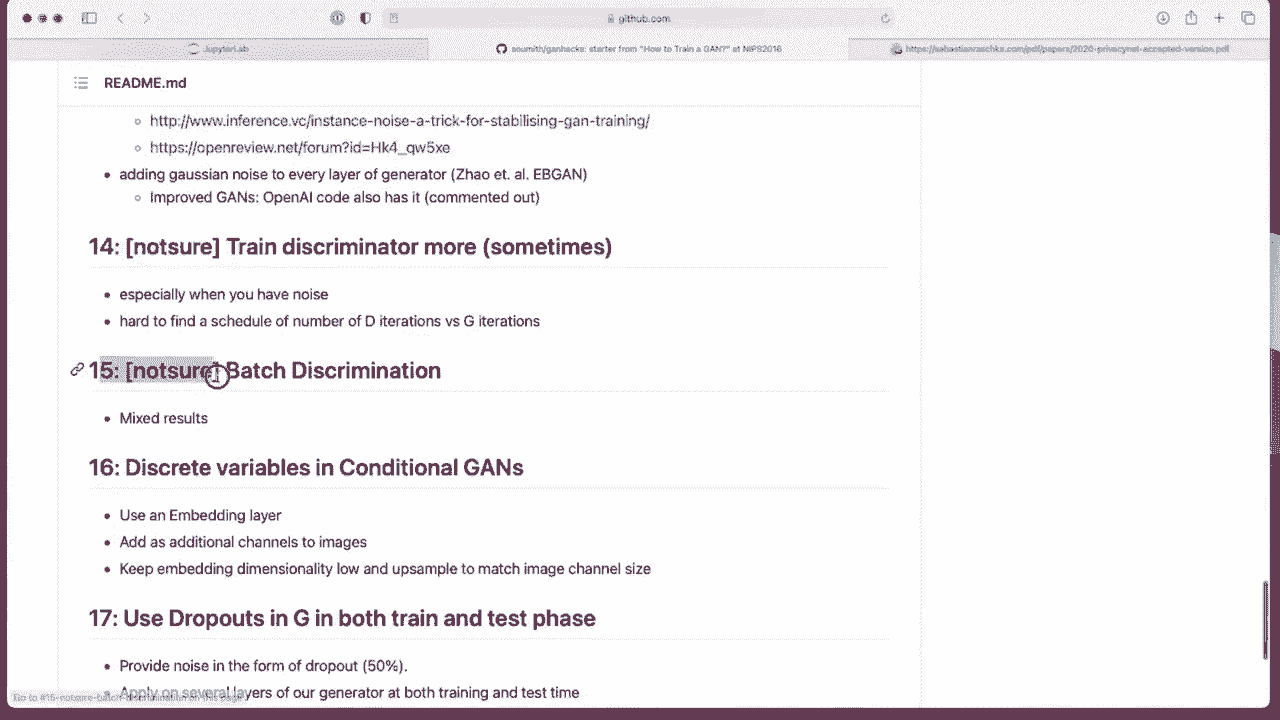 github.com
JupyterLab
soumith/ganhacks: starter from "How to Train a GAN?" at NIPS2016
https://sebastianraschka.com/pdf/papers/2020-privacynet-accepted-version.pdf
README.md
http://www.inference.vc/instance-noise-a-trick-for-stabilising-gan-training/
https://openreview.net/forum?id=Hk4_qw5xe
adding gaussian noise to every layer of generator (Zhao et. al. EBGAN)
Improved GANs: OpenAI code also has it (commented out)
14: [notsure] Train discriminator more (sometimes)
especially when you have noise
hard to find a schedule of number of D iterations vs G iterations
15: [notsure] Batch Discrimination
Mixed results
16: Discrete variables in Conditional GANs
Use an Embedding layer
Add as additional channels to images
Keep embedding dimensionality low and upsample to match image channel size
17: Use Dropouts in G in both train and test phase
Provide noise in the form of dropout (50%).
Apply on several layers of our generator at both training and test time
Go to #15-notsure-batch-discrimination on this page